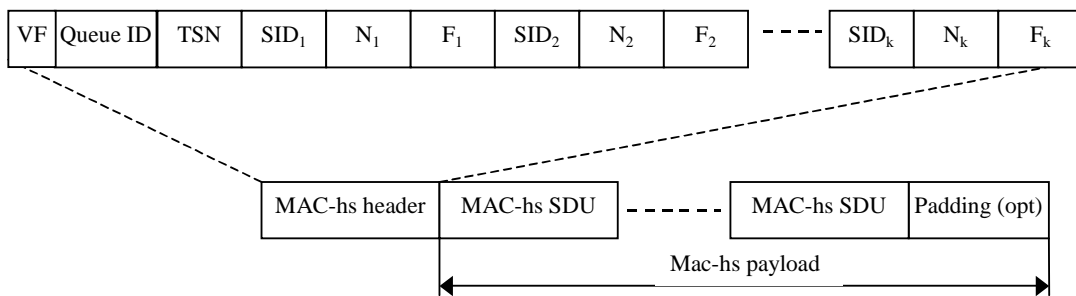 VF Queue ID TSN SID₁ N₁ F₁ SID₂ N₂ F₂ SIDₖ Nₖ Fₖ
MAC-hs header MAC-hs SDU MAC-hs SDU Padding (opt)
Mac-hs payload